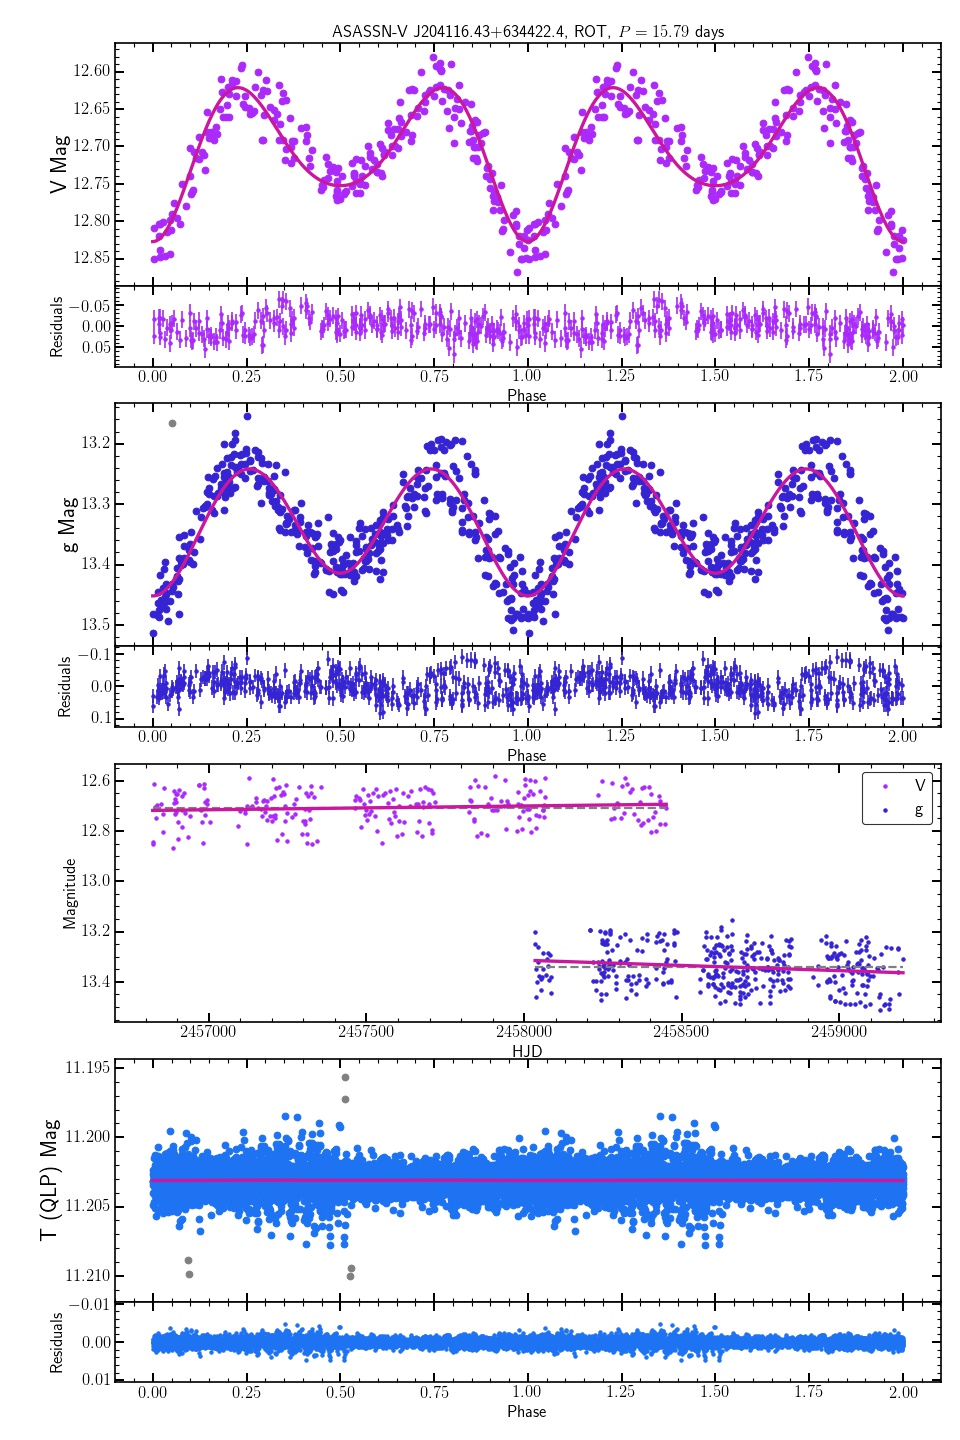 ASASSN-V J204116.43+634422.4, ROT, P = 15.79 days
12.60
12.65
12.70
12.75
12.80
12.85
V Mag
−0.05
0.00
0.05
Residuals
0.00 0.25 0.50 0.75 1.00 1.25 1.50 1.75 2.00
Phase
13.2
13.3
13.4
13.5
g Mag
−0.1
0.0
0.1
Residuals
0.00 0.25 0.50 0.75 1.00 1.25 1.50 1.75 2.00
Phase
12.6
12.8
13.0
13.2
13.4
Magnitude
V
g
2457000 2457500 2458000 2458500 2459000
HJD
11.195
11.200
11.205
11.210
T (QLP) Mag
−0.01
0.00
0.01
Residuals
0.00 0.25 0.50 0.75 1.00 1.25 1.50 1.75 2.00
Phase